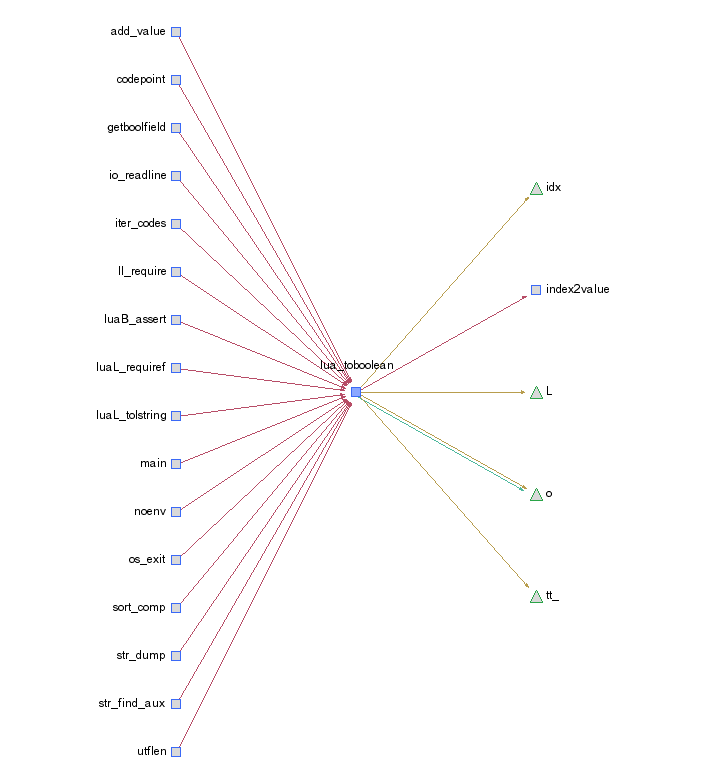 add_value
codepoint
getboolfield
io_readline
iter_codes
ll_require
luaB_assert
luaL_requiref
luaL_tolstring
main
noenv
os_exit
sort_comp
str_dump
str_find_aux
utflen
lua_toboolean
idx
index2value
L
o
tt_